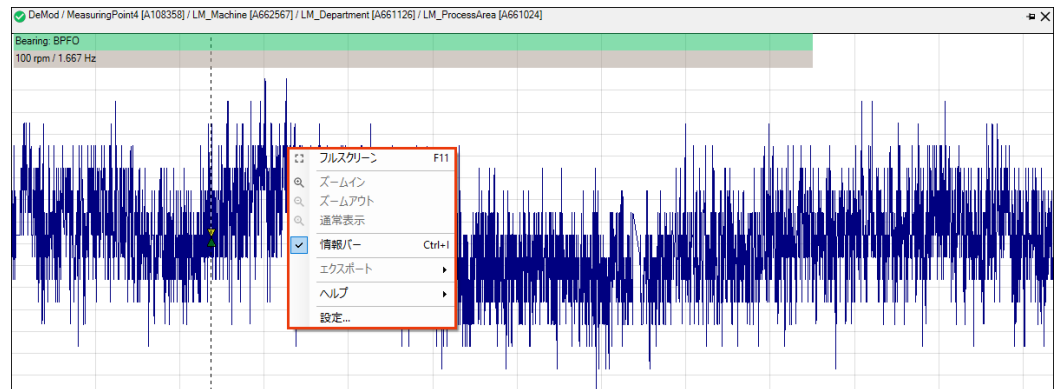 DeMod / MeasuringPoint4 [A108358] / LM_Machine [A662567] / LM_Department [A661126] / LM_ProcessArea [A661024]
Bearing: BPFO
100 rpm / 1.667 Hz
フルスクリーン F11
ズームイン
ズームアウト
通常表示
情報バー Ctrl+I
エクスポート
ヘルプ
設定...